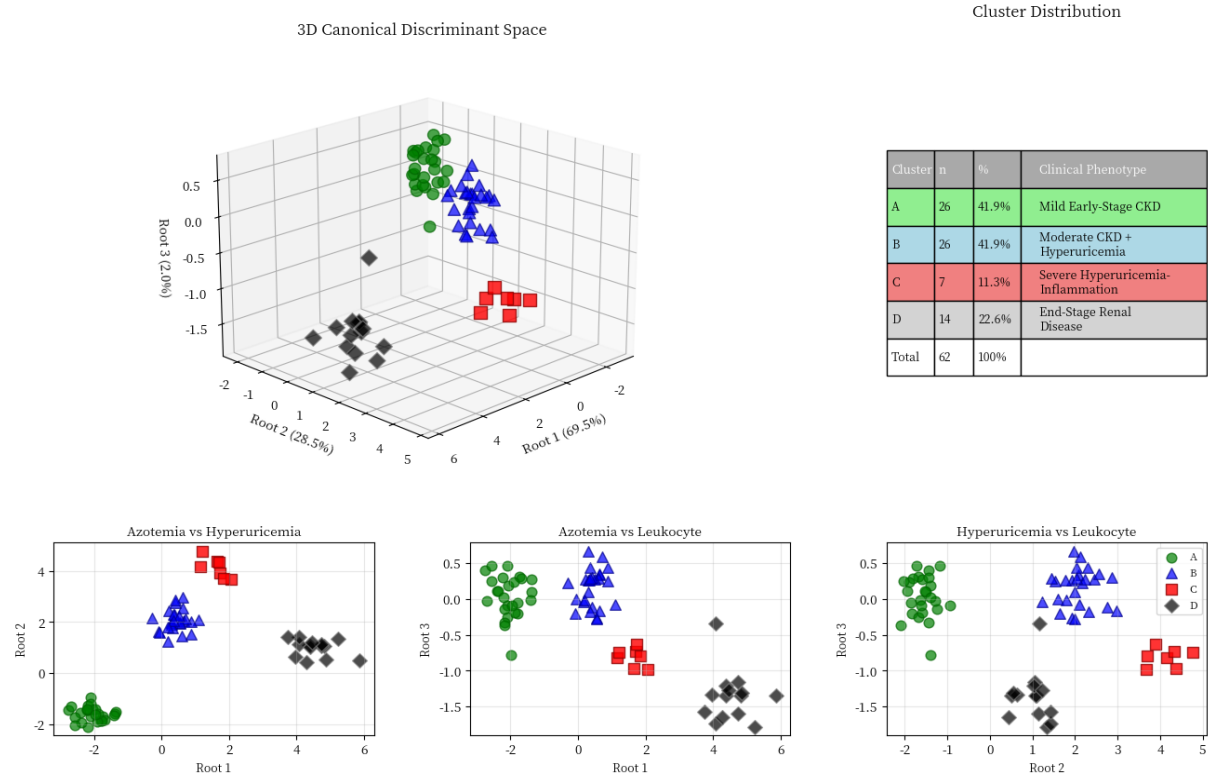 3D Canonical Discriminant Space
Cluster Distribution
0.5
0.0
-0.5
-1.0
-1.5
Root 3 (2.0%)
-2
-1
0
1
2
3
4
5
Root 2 (28.5%)
6
4
2
0
-2
Root 1 (69.5%)
Cluster n % Clinical Phenotype
A 26 41.9% Mild Early-Stage CKD
B 26 41.9% Moderate CKD +
Hyperuricemia
C 7 11.3% Severe Hyperuricemia-
Inflammation
D 14 22.6% End-Stage Renal
Disease
Total 62 100%
Azotemia vs Hyperuricemia
4
2
0
-2
Root 2
-2 0 2 4 6
Root 1
Azotemia vs Leukocyte
0.5
0.0
-0.5
-1.0
-1.5
Root 3
-2 0 2 4 6
Root 1
Hyperuricemia vs Leukocyte
0.5
0.0
-0.5
-1.0
-1.5
Root 3
A
B
C
D
-2 -1 0 1 2 3 4 5
Root 2